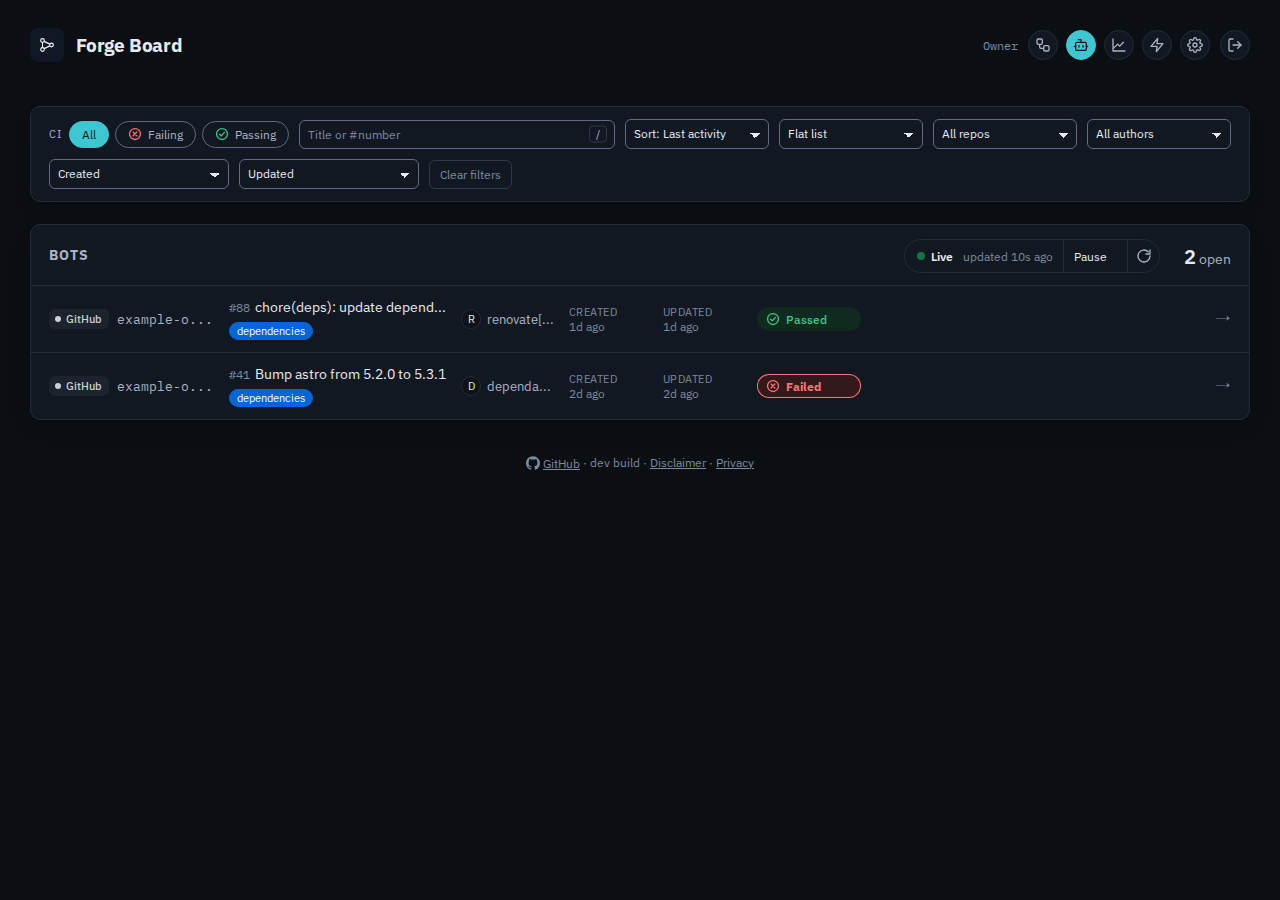 Forge Board
Owner
CI All Failing Passing Title or #number / Sort: Last activity Flat list All repos All authors
Created Updated Clear filters
BOTS Live updated 10s ago Pause 2 open
GitHub example-o... #88 chore(deps): update depend... R renovate[... CREATED UPDATED Passed →
dependencies 1d ago 1d ago
GitHub example-o... #41 Bump astro from 5.2.0 to 5.3.1 D dependa... CREATED UPDATED Failed →
dependencies 2d ago 2d ago
GitHub · dev build · Disclaimer · Privacy